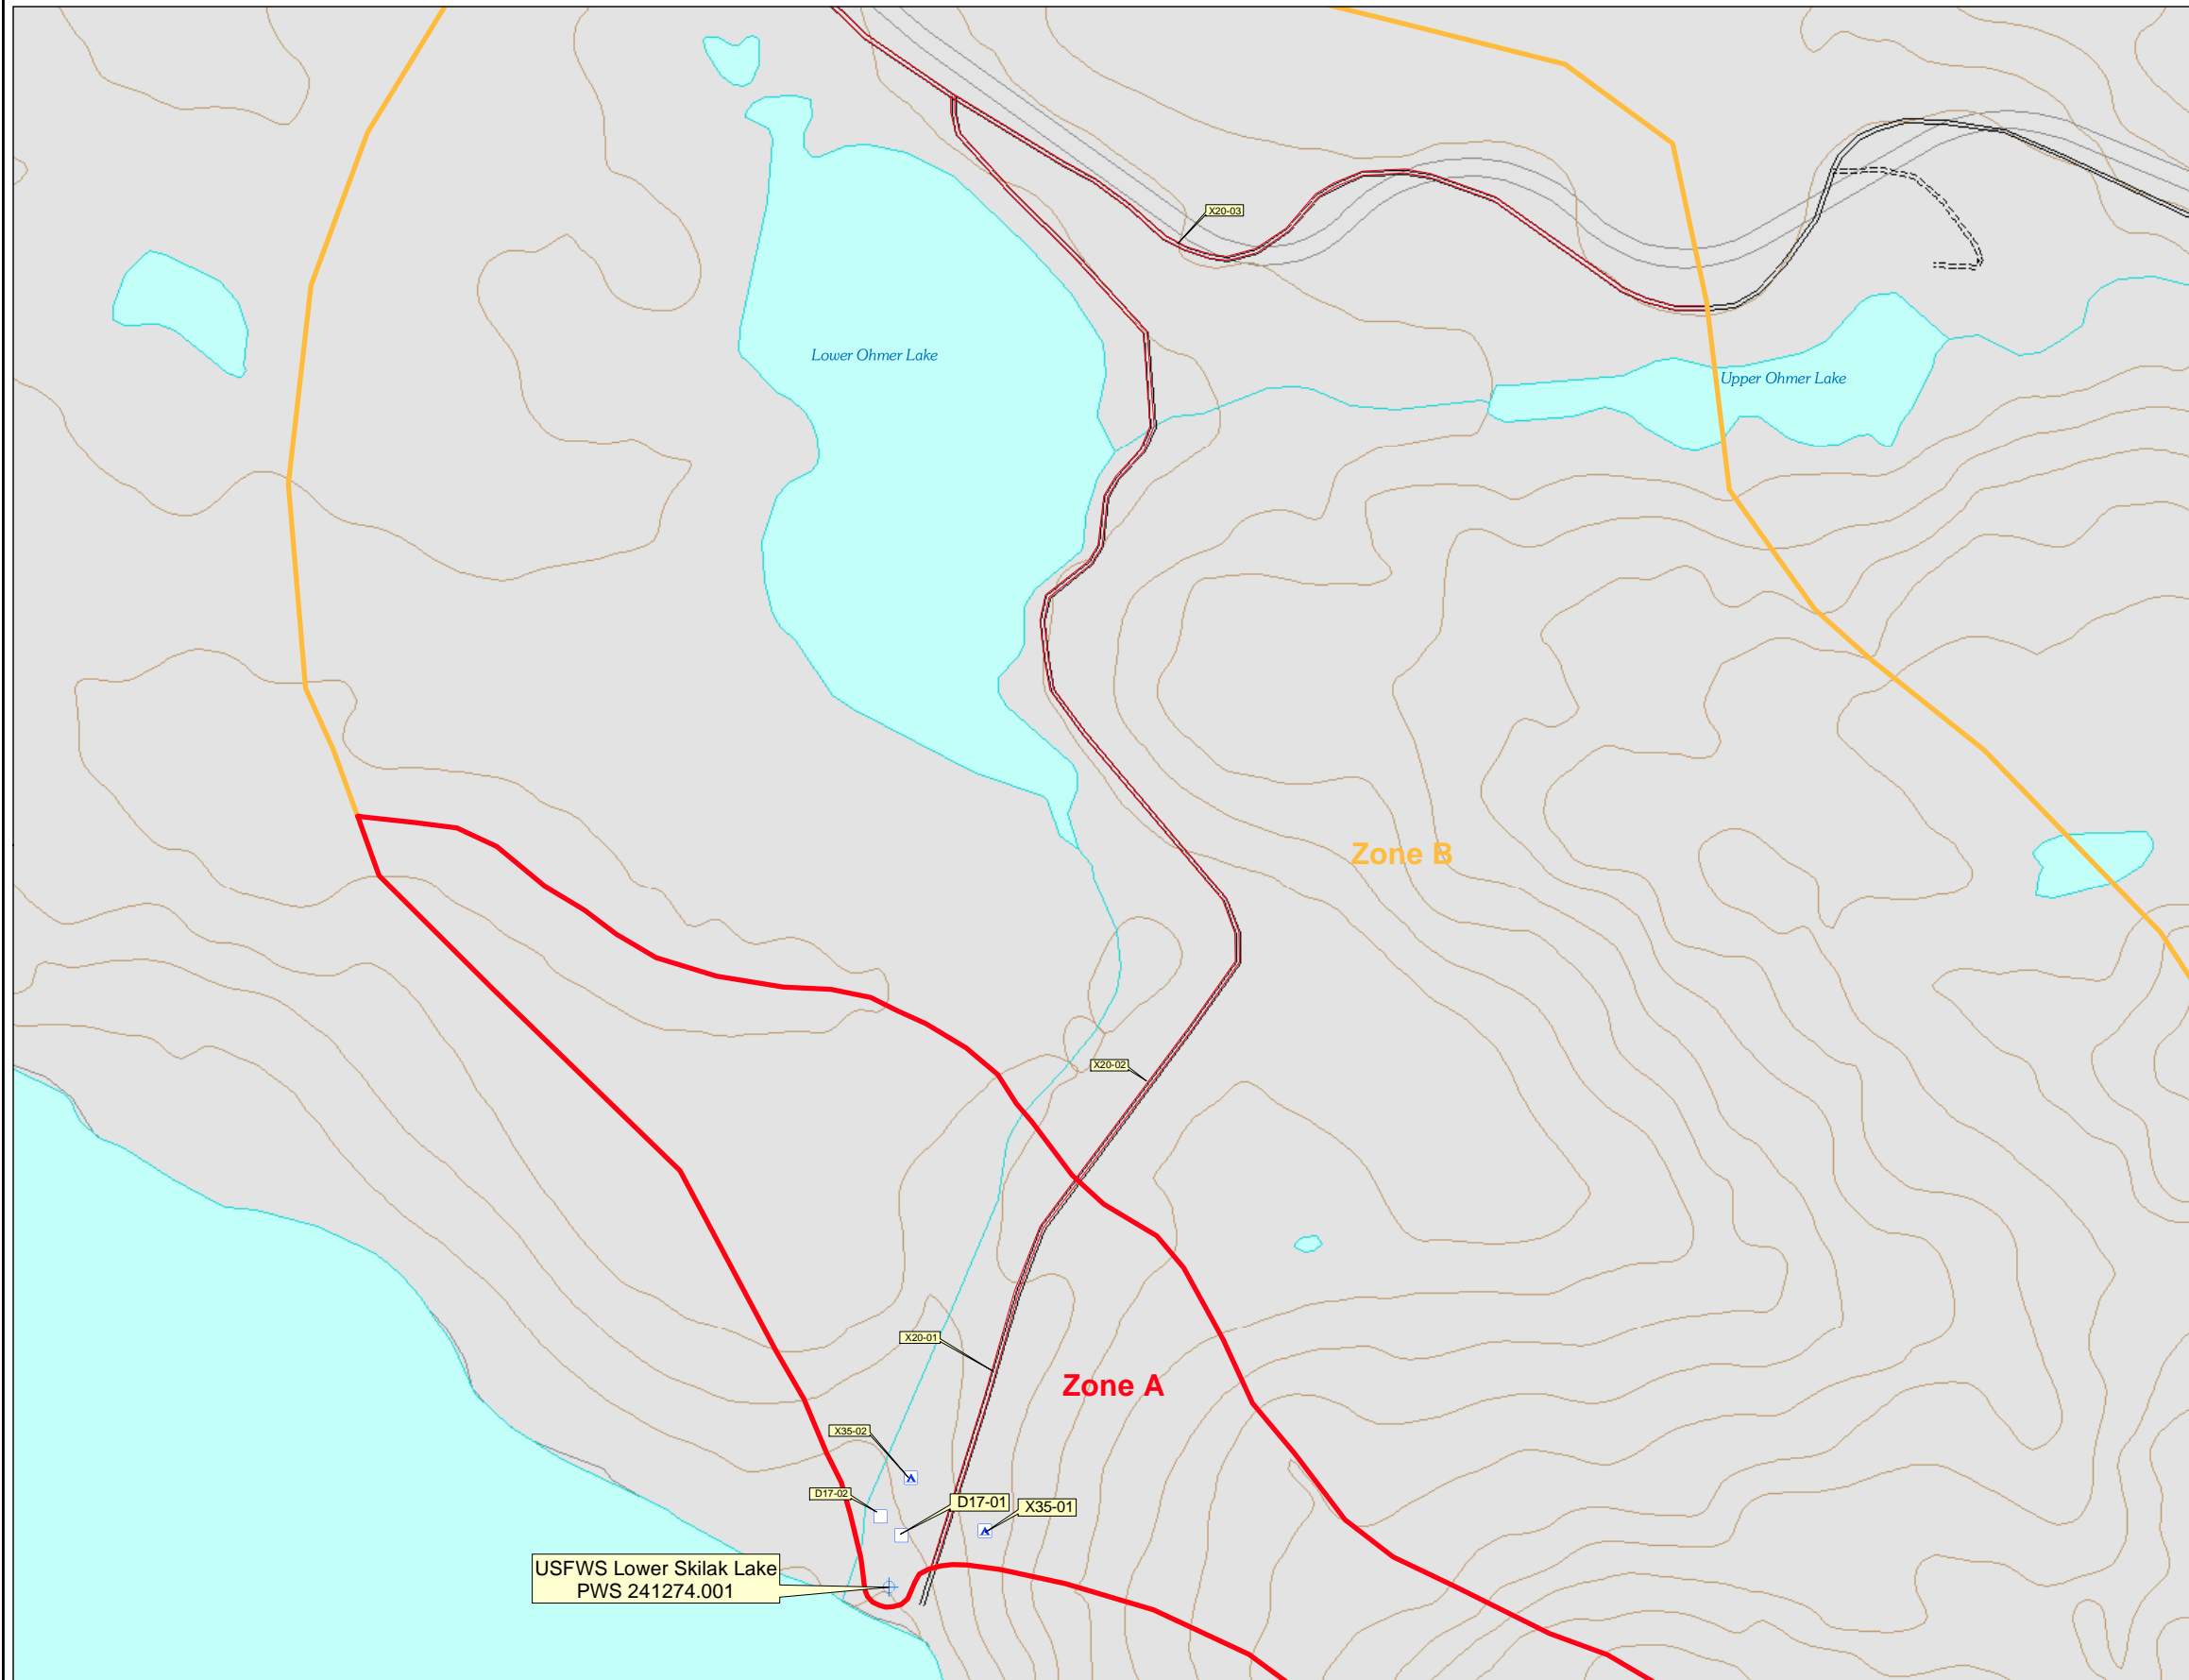 X20-03
Lower Ohmer Lake
Upper Ohmer Lake
Zone B
X20-02
X20-01
Zone A
X35-02
D17-02
D17-01
X35-01
USFWS Lower Skilak Lake
PWS 241274.001